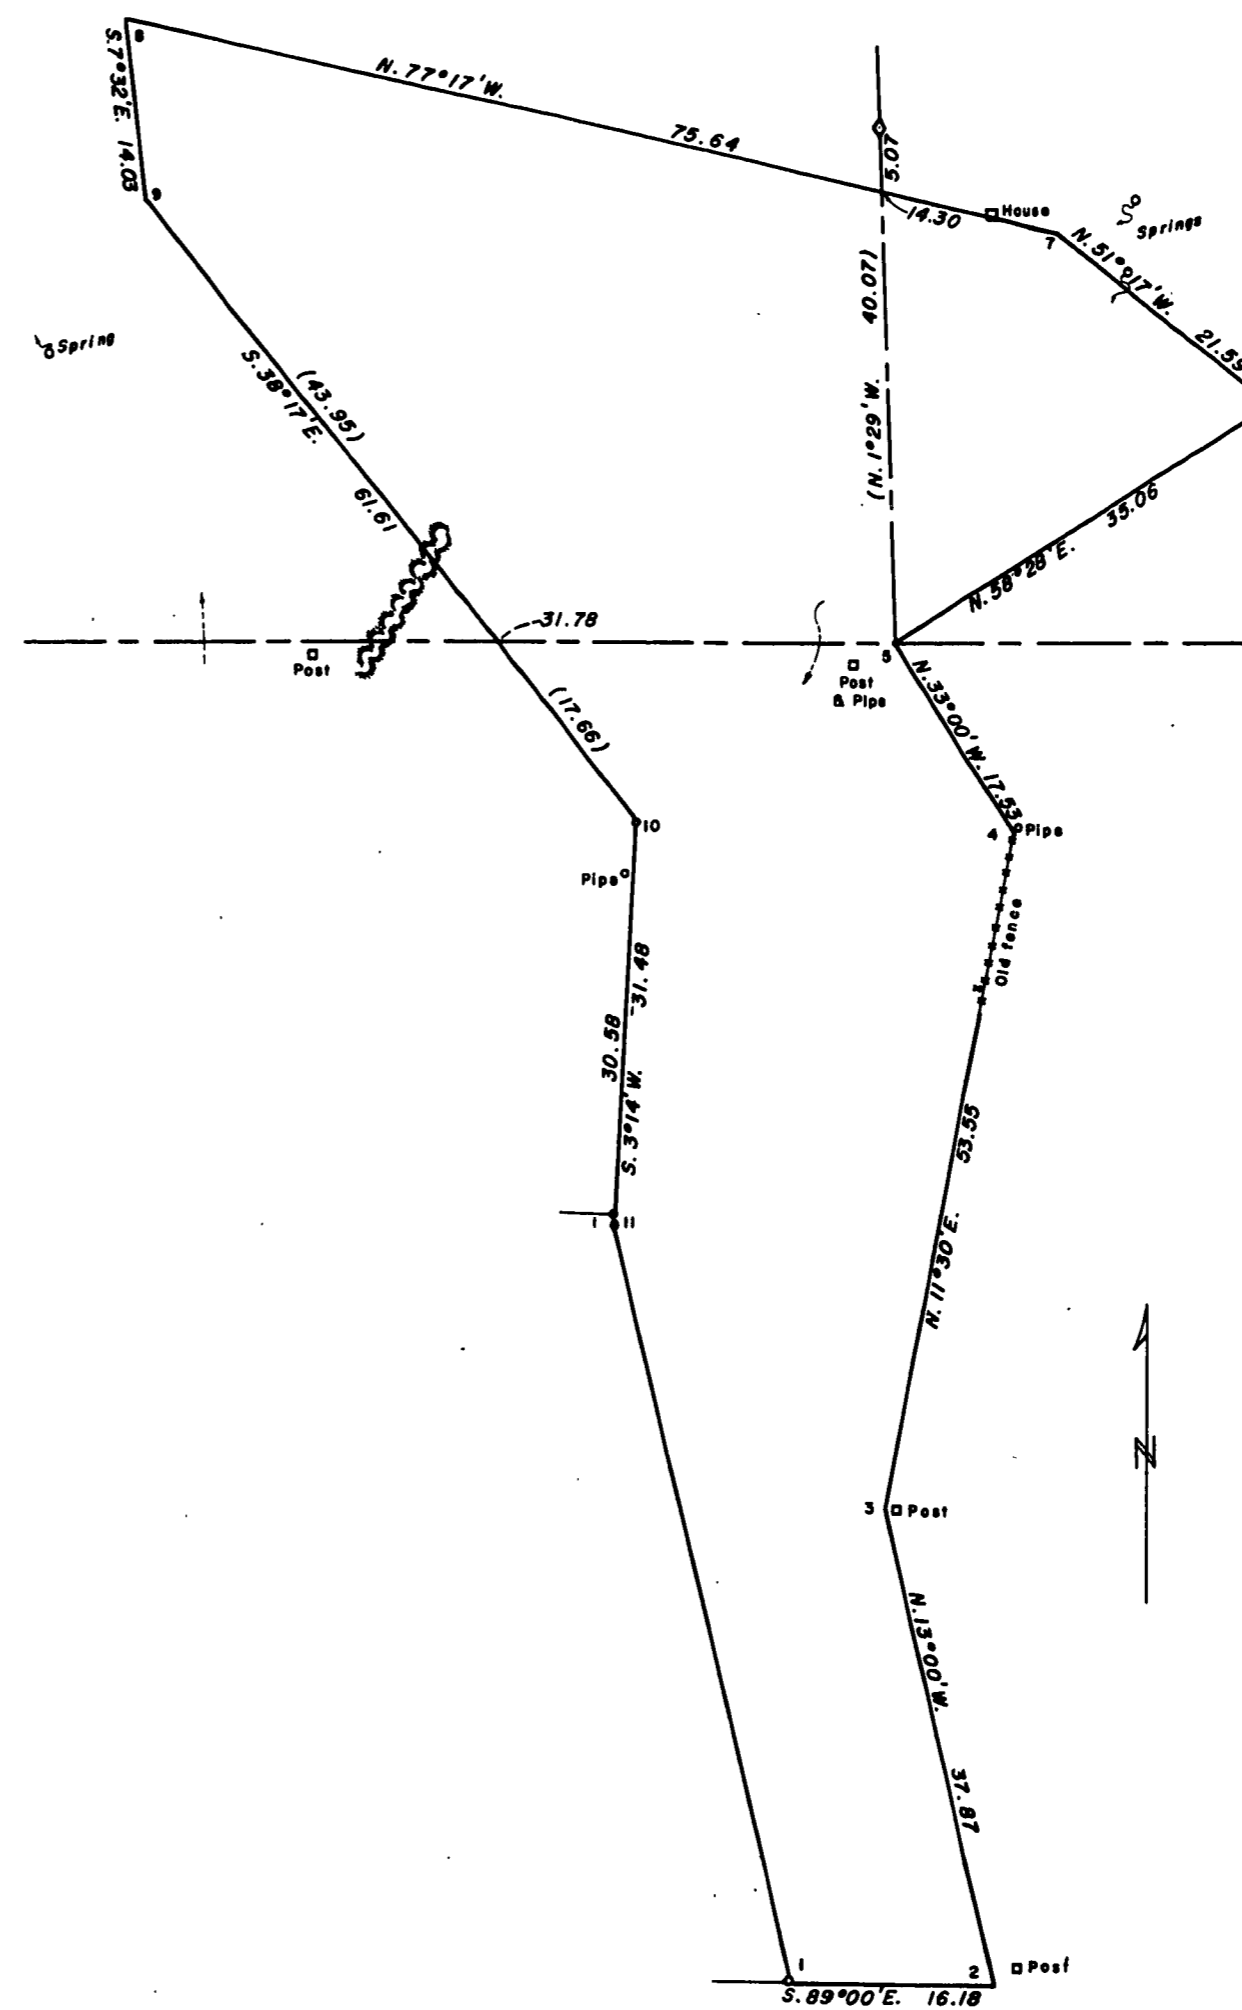 8
S. 7°32'E. 14.03
9
N. 77°17'W.
75.64
5.07
14.30
House
7
Springs
N. 51°17'W.
21.59
40.07)
(N. 1°29'W.
Spring
(43.95)
S. 38°17'E.
61.61
35.06
N. 58°28'E.
31.78
Post
Post
& Pipe
5
(17.66)
N. 33°00'W. 17.53
10
4
Pipe
Pipe
Old fence
31.48
30.58
S. 3°14'W.
53.55
N. 11°30'E.
1
11
3
Post
N
N. 13°00'W.
37.87
1
2
Post
S. 89°00'E. 16.18